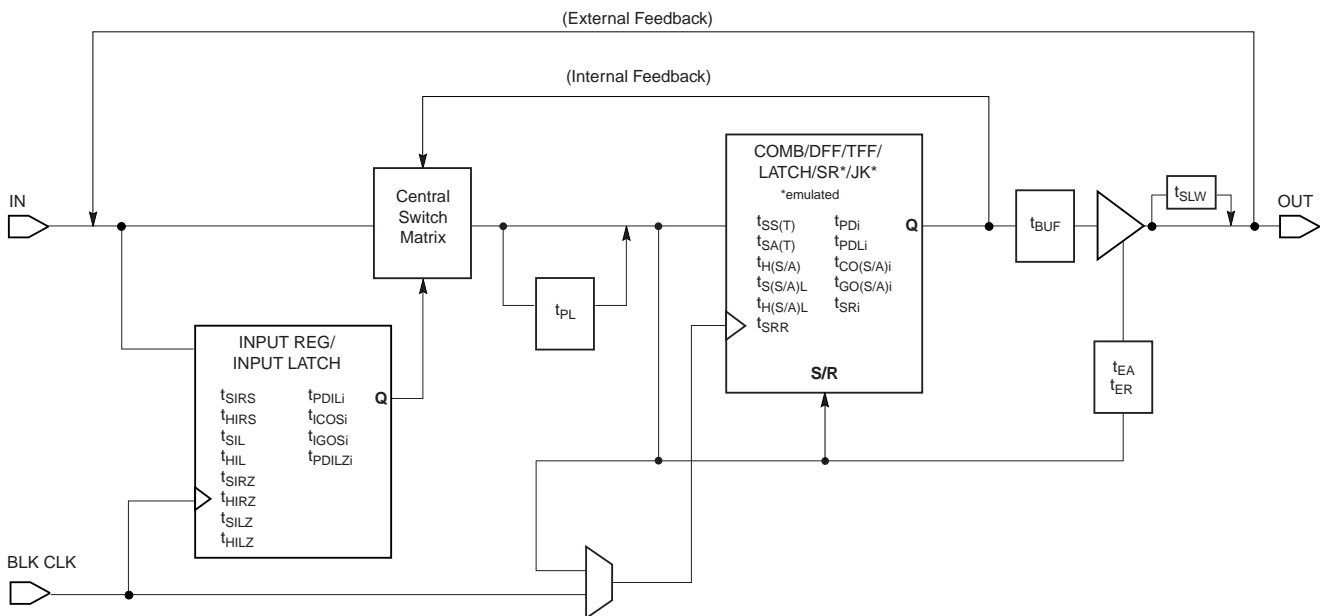 (External Feedback)
(Internal Feedback)
IN
Central
Switch
Matrix
COMB/DFF/TFF/
LATCH/SR*/JK*
*emulated
tSS(T)
tSA(T)
tH(S/A)
tS(S/A)L
tH(S/A)L
tSRR
tPDi
tPDLi
tCO(S/A)i
tGO(S/A)i
tSRi
Q
S/R
tBUF
tSLW
OUT
tPL
tEA
tER
INPUT REG/
INPUT LATCH
tSIRS
tHIRS
tSIL
tHIL
tSIRZ
tHIRZ
tSILZ
tHILZ
tPDILi
tICOSi
tIGOSi
tPDILZi
Q
BLK CLK